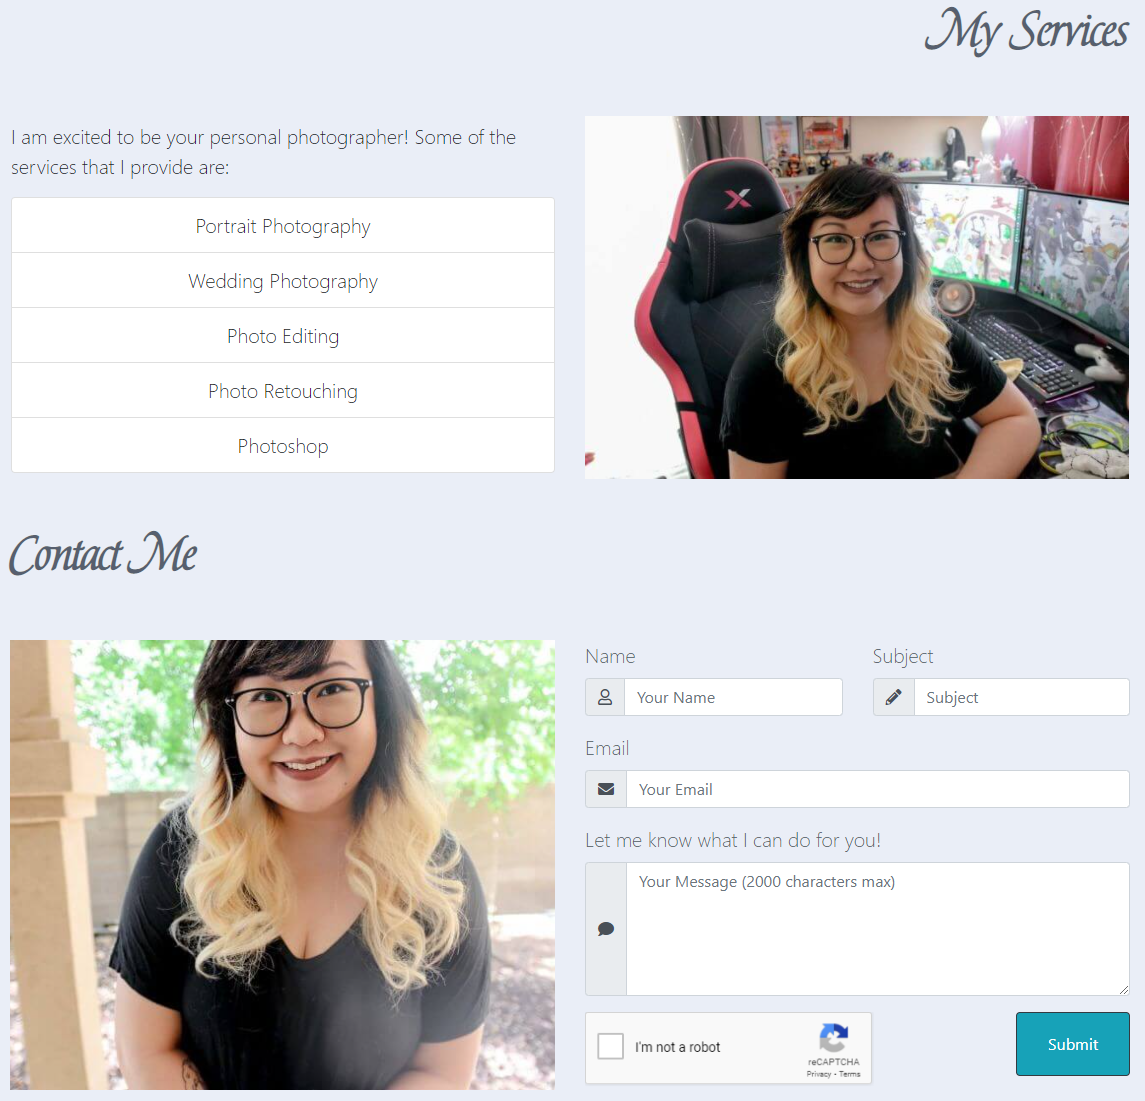 My Services
I am excited to be your personal photographer! Some of the
services that I provide are:
Portrait Photography
Wedding Photography
Photo Editing
Photo Retouching
Photoshop
Contact Me
Name
Subject
Your Name
Subject
Email
Your Email
Let me know what I can do for you!
Your Message (2000 characters max)
I'm not a robot
reCAPTCHA
Privacy - Terms
Submit